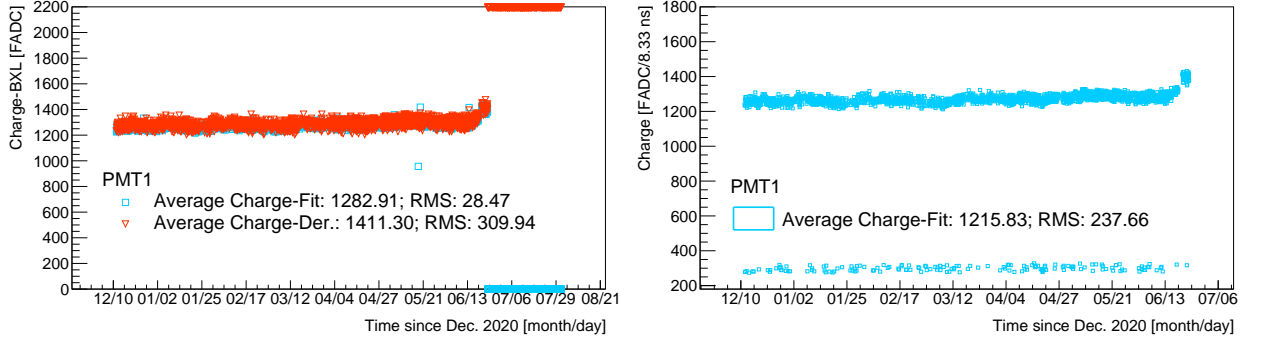 Charge-BXL [FADC]
2200
2000
1800
1600
1400
1200
1000
800
600
400
200
0
PMT1
Average Charge-Fit: 1282.91; RMS: 28.47
Average Charge-Der.: 1411.30; RMS: 309.94
12/10 01/02 01/25 02/17 03/12 04/04 04/27 05/21 06/13 07/06 07/29 08/21
Time since Dec. 2020 [month/day]
Charge [FADC/8.33 ns]
1800
1600
1400
1200
1000
800
600
400
200
PMT1
Average Charge-Fit: 1215.83; RMS: 237.66
12/10 01/02 01/25 02/17 03/12 04/04 04/27 05/21 06/13 07/06
Time since Dec. 2020 [month/day]